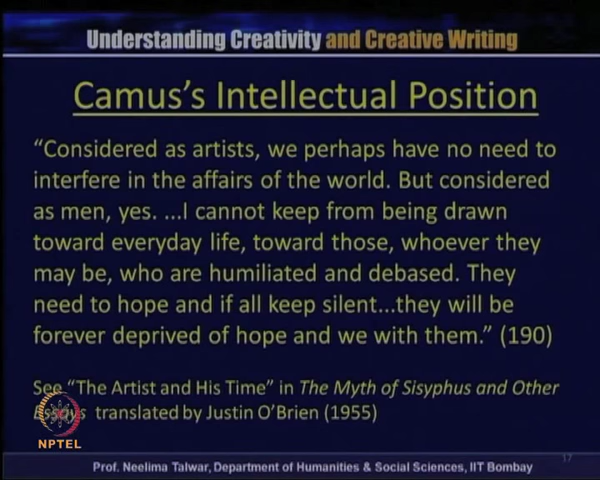 Understanding Creativity and Creative Writing
Camus's Intellectual Position
“Considered as artists, we perhaps have no need to
interfere in the affairs of the world. But considered
as men, yes. ...I cannot keep from being drawn
toward everyday life, toward those, whoever they
may be, who are humiliated and debased. They
need to hope and if all keep silent...they will be
forever deprived of hope and we with them.” (190)
See “The Artist and His Time” in The Myth of Sisyphus and Other
Essays translated by Justin O’Brien (1955)
NPTEL
17
Prof. Neelima Talwar, Department of Humanities & Social Sciences, IIT Bombay